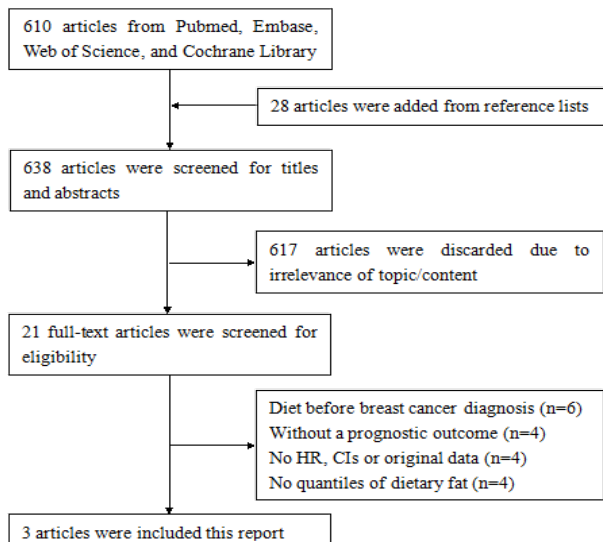 610 articles from Pubmed, Embase,
Web of Science, and Cochrane Library
28 articles were added from reference lists
638 articles were screened for titles
and abstracts
617 articles were discarded due to
irrelevance of topic/content
21 full-text articles were screened for
eligibility
Diet before breast cancer diagnosis (n=6)
Without a prognostic outcome (n=4)
No HR, CIs or original data (n=4)
No quantiles of dietary fat (n=4)
3 articles were included this report